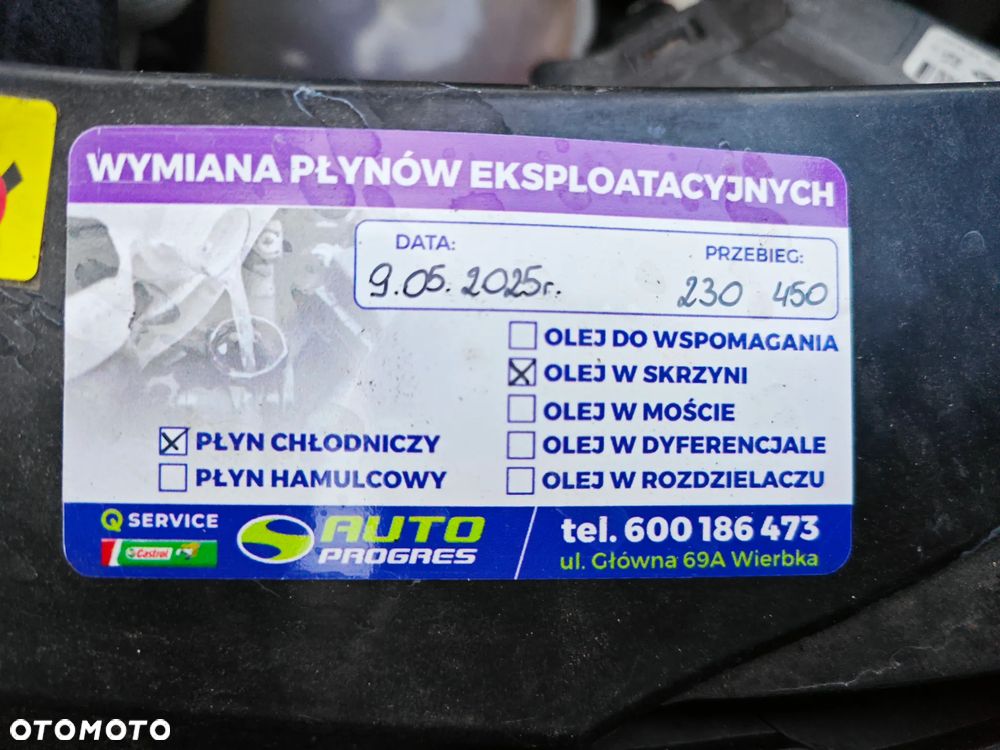 WYMIANA PŁYNÓW EKSPLOATACYJNYCH
DATA: PRZEBIEG:
9.05.2025r. 230 450
OLEJ DO WSPOMAGANIA
OLEJ W SKRZYNI
OLEJ W MOŚCIE
PŁYN CHŁODNICZY OLEJ W DYFERENCJALE
PŁYN HAMULCOWY OLEJ W ROZDZIELACZU
Q SERVICE
Castrol
AUTO
PROGRES
tel. 600 186 473
ul. Główna 69A Wierbka
OTOMOTO